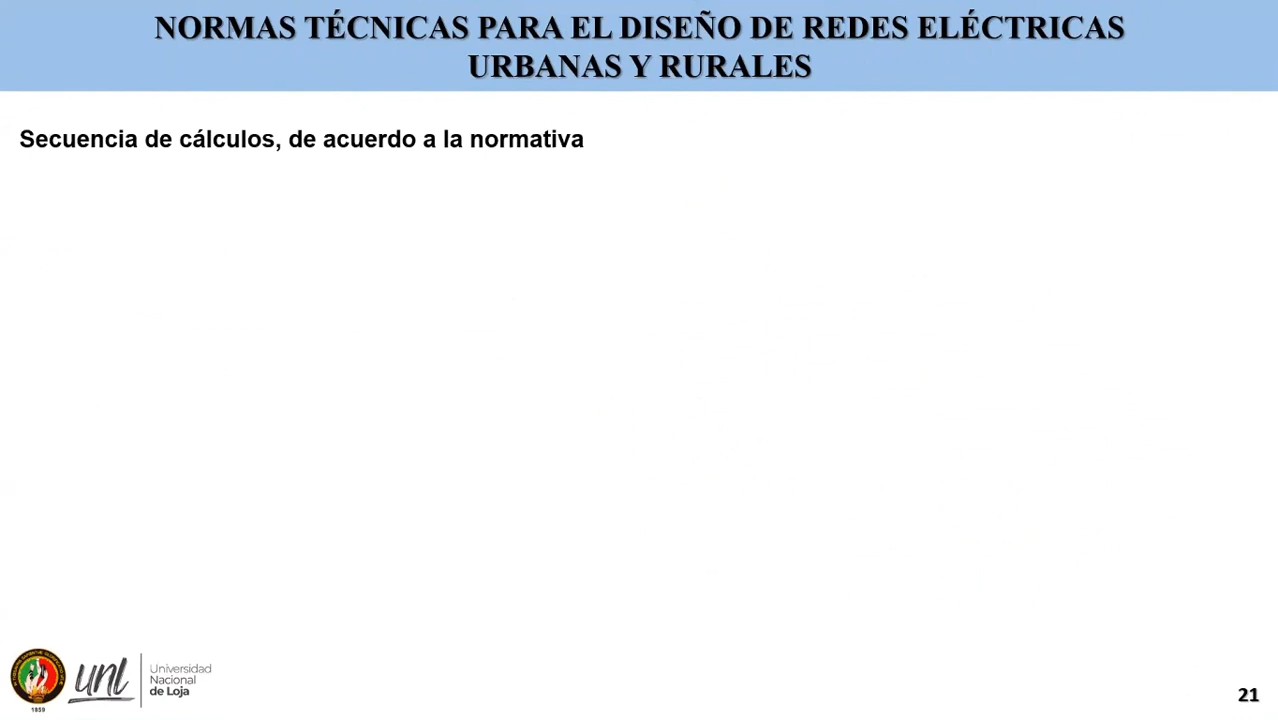 NORMAS TÉCNICAS PARA EL DISEÑO DE REDES ELÉCTRICAS
URBANAS Y RURALES
Secuencia de cálculos, de acuerdo a la normativa
unl
Universidad
Nacional
de Loja
1859
21